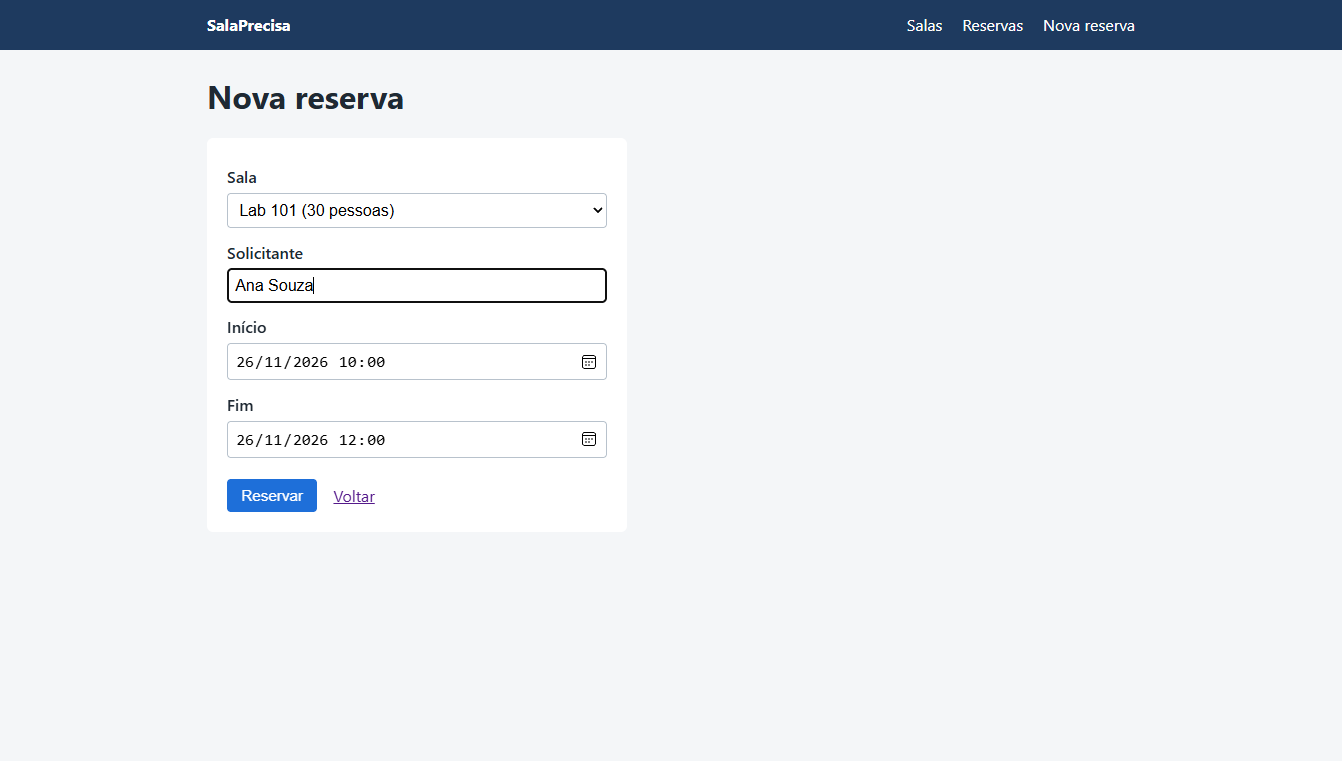 SalaPrecisa Salas Reservas Nova reserva
Nova reserva
Sala
Lab 101 (30 pessoas)
Solicitante
Ana Souza
Início
26/11/2026 10:00
Fim
26/11/2026 12:00
Reservar Voltar